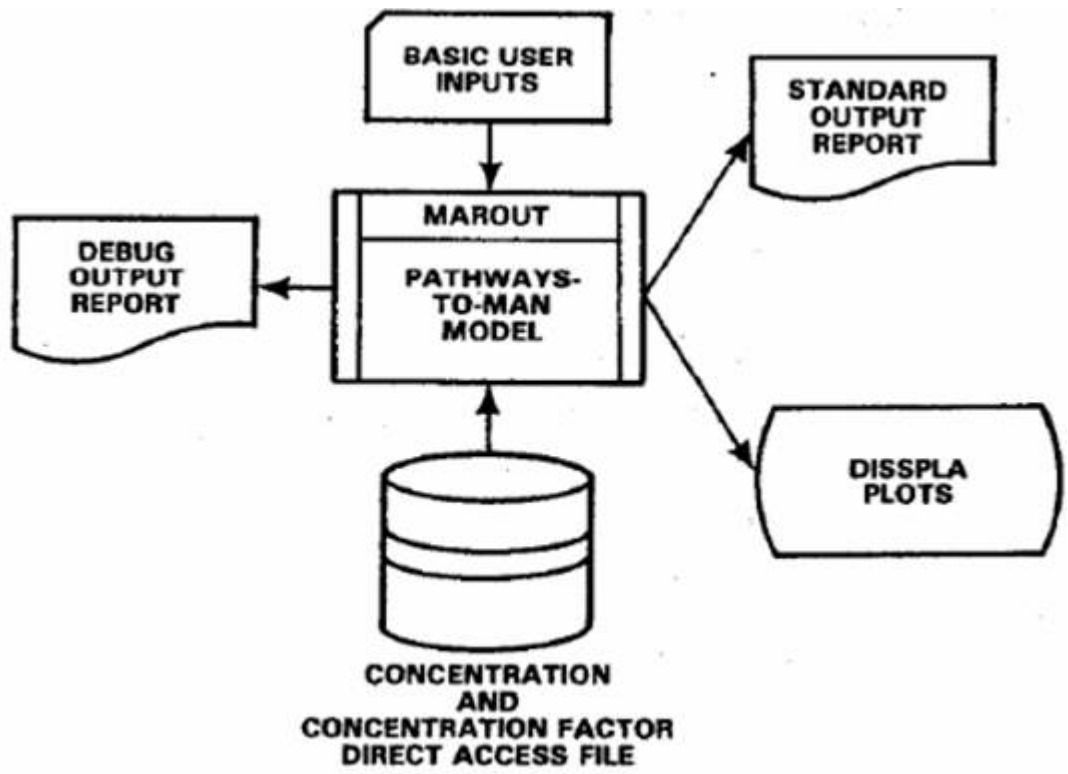 BASIC USER
INPUTS
STANDARD
OUTPUT
REPORT
MAROUT
DEBUG
OUTPUT
REPORT
PATHWAYS-
TO-MAN
MODEL
DISSPLA
PLOTS
CONCENTRATION
AND
CONCENTRATION FACTOR
DIRECT ACCESS FILE